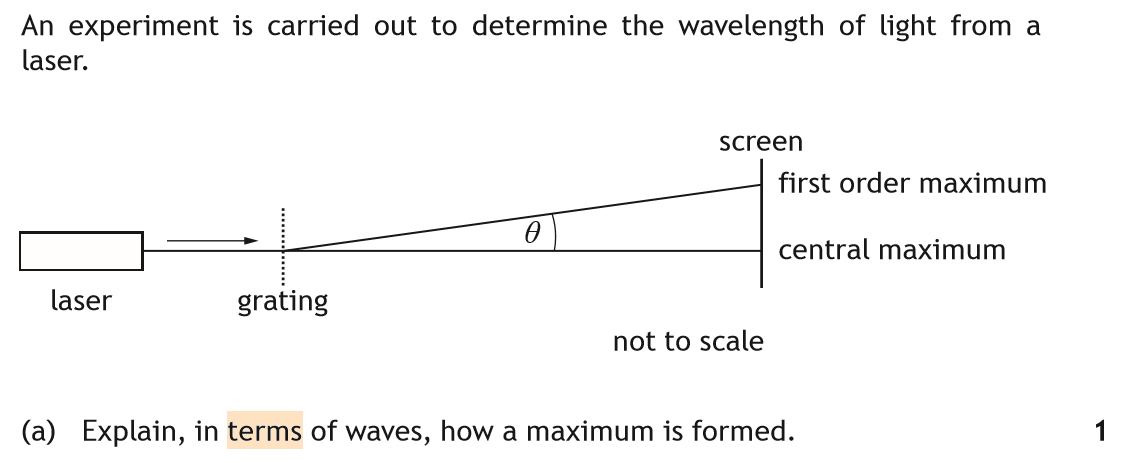 An experiment is carried out to determine the wavelength of light from a
laser.
screen
first order maximum
θ
central maximum
laser
grating
not to scale
(a) Explain, in terms of waves, how a maximum is formed. 1